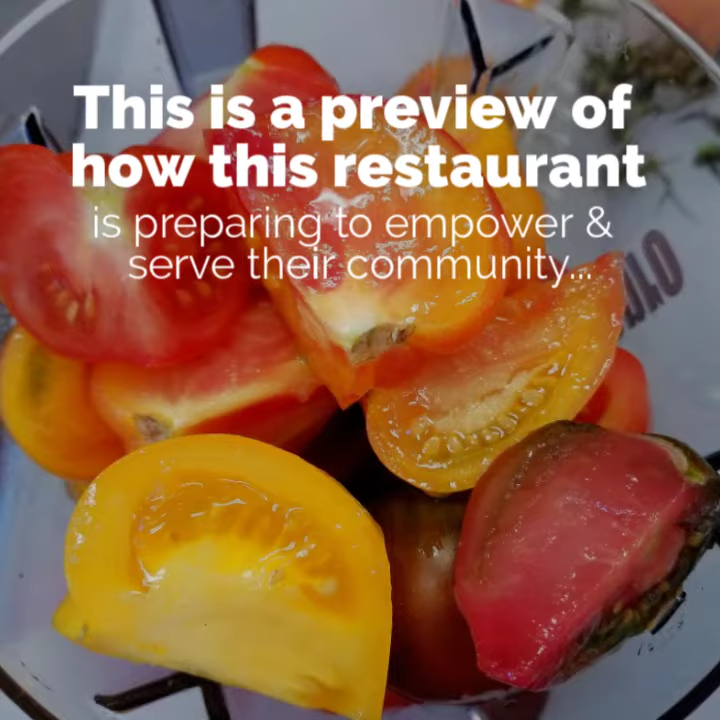 This is a preview of
how this restaurant
is preparing to empower &
serve their community...